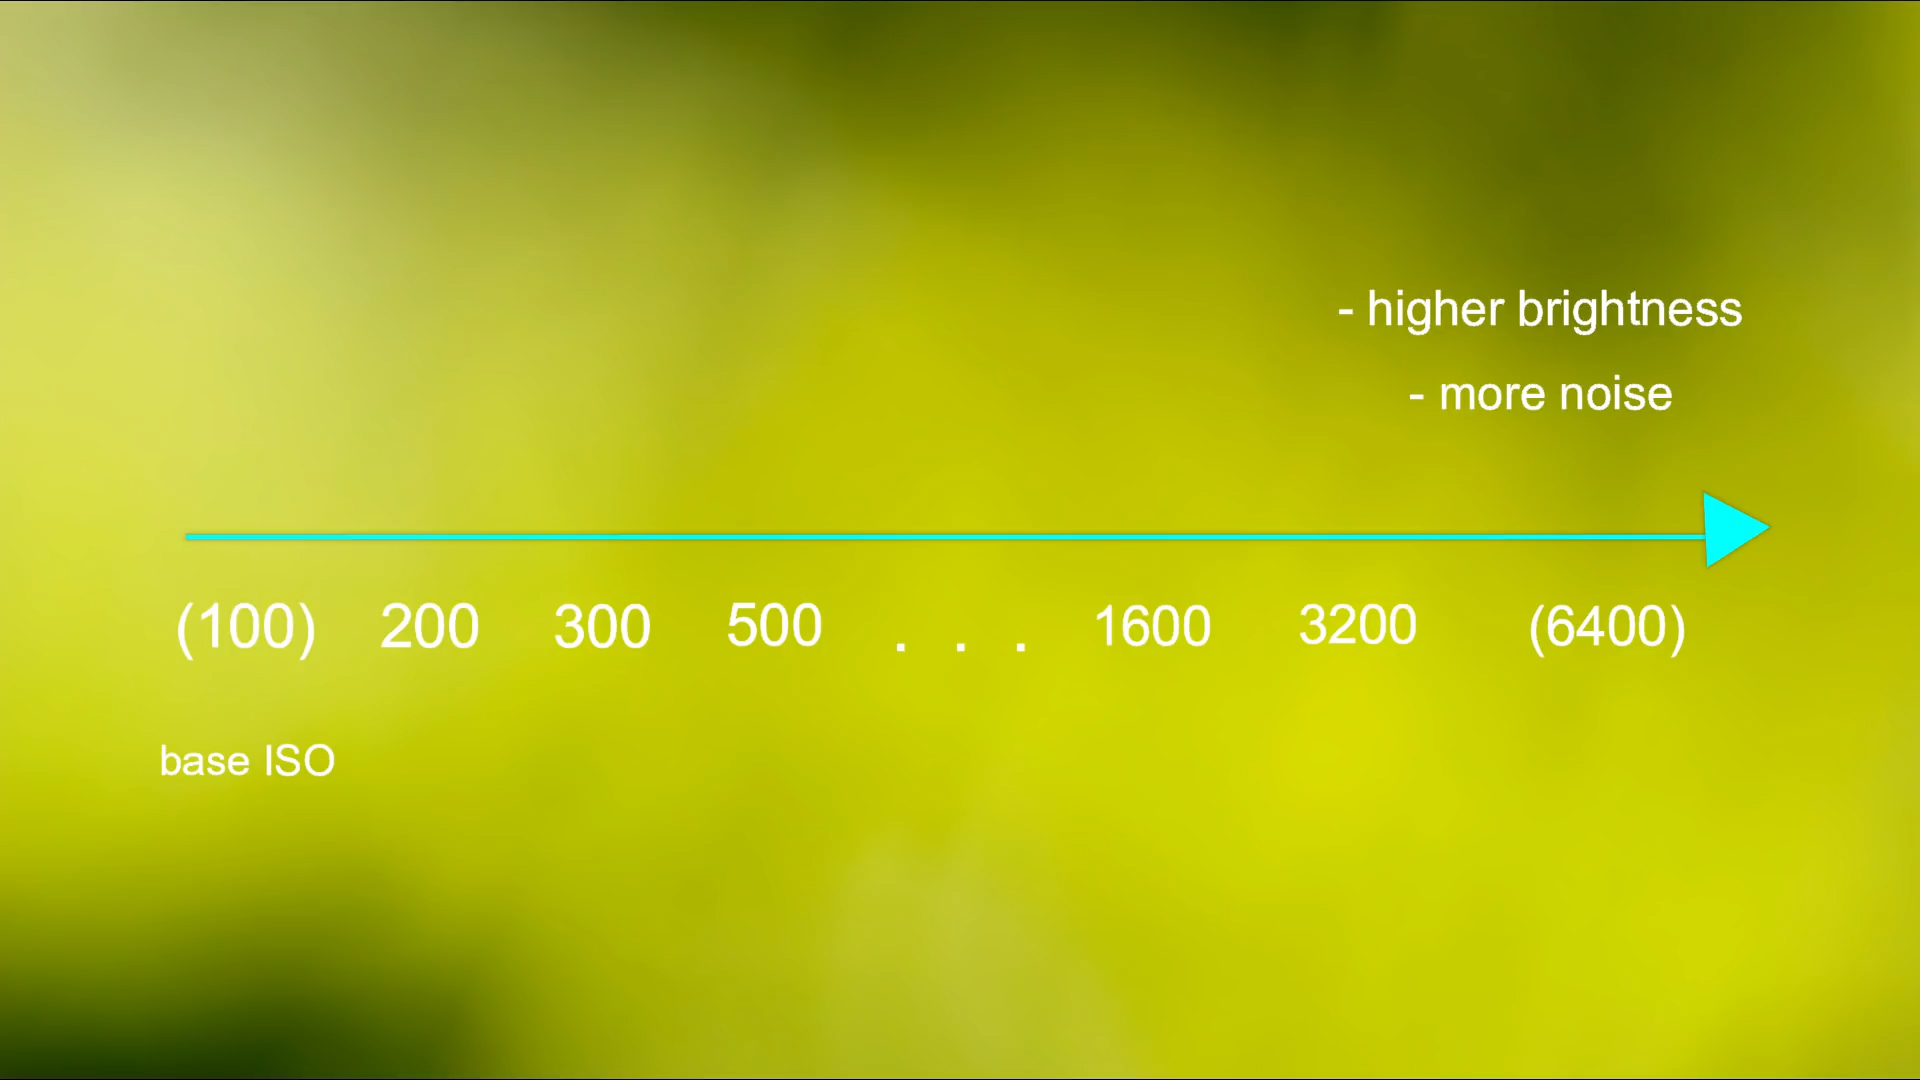 - higher brightness
- more noise
(100) 200 300 500 . . . 1600 3200 (6400)
base ISO